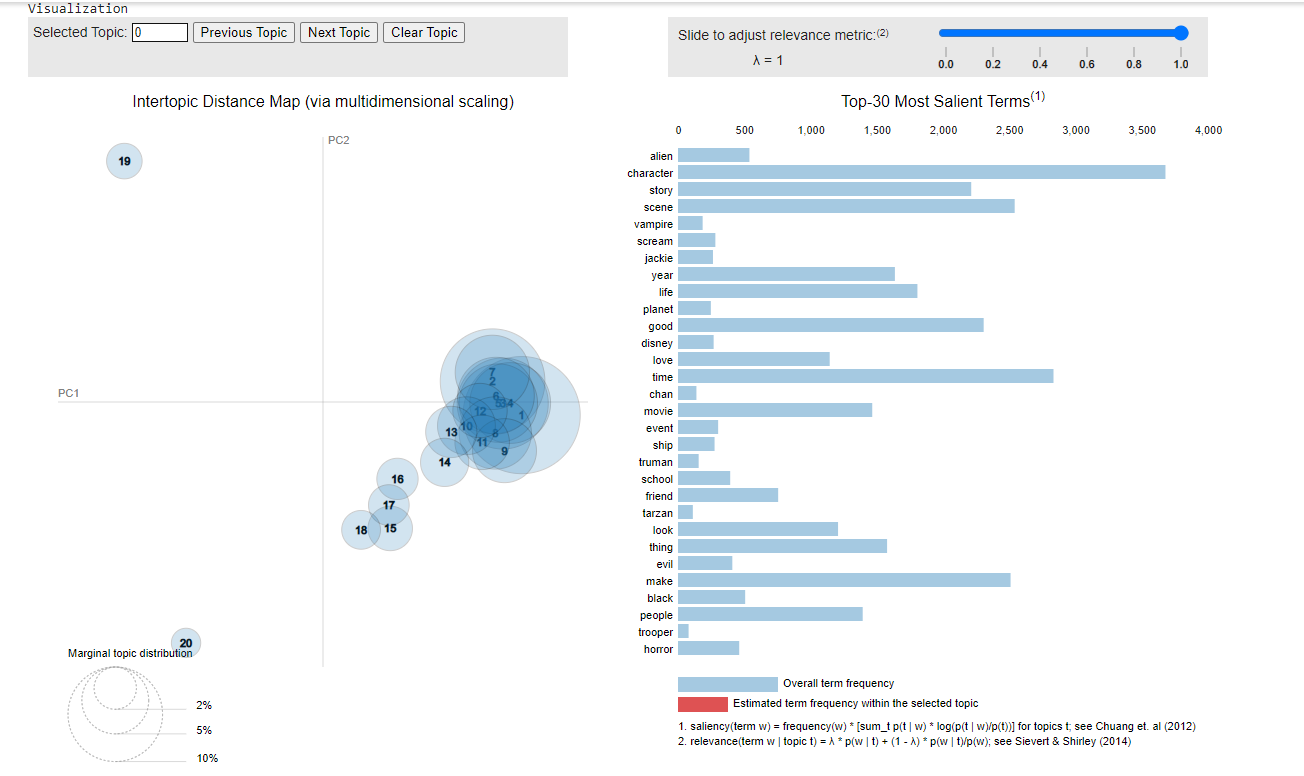 Visualization
Selected Topic: 0 Previous Topic Next Topic Clear Topic
Slide to adjust relevance metric:(2)
λ = 1
0.0 0.2 0.4 0.6 0.8 1.0
Intertopic Distance Map (via multidimensional scaling)
PC2
PC1
19
7
2
6
5
3
4
1
12
10
13
8
11
9
14
16
17
18
15
20
Marginal topic distribution
2%
5%
10%
Top-30 Most Salient Terms(1)
0 500 1,000 1,500 2,000 2,500 3,000 3,500 4,000
alien
character
story
scene
vampire
scream
jackie
year
life
planet
good
disney
love
time
chan
movie
event
ship
truman
school
friend
tarzan
look
thing
evil
make
black
people
trooper
horror
Overall term frequency
Estimated term frequency within the selected topic
1. saliency(term w) = frequency(w) * [sum_t p(t | w) * log(p(t | w)/p(t))] for topics t; see Chuang et. al (2012)
2. relevance(term w | topic t) = λ * p(w | t) + (1 - λ) * p(w | t)/p(w); see Sievert & Shirley (2014)